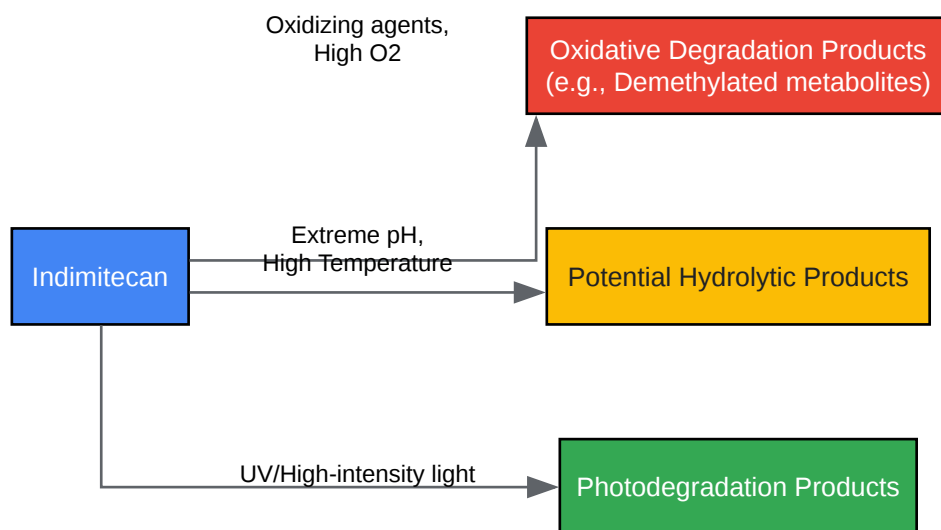 Oxidizing agents,
High O2
Oxidative Degradation Products
(e.g., Demethylated metabolites)
Indimitecan
Extreme pH,
High Temperature
Potential Hydrolytic Products
UV/High-intensity light
Photodegradation Products